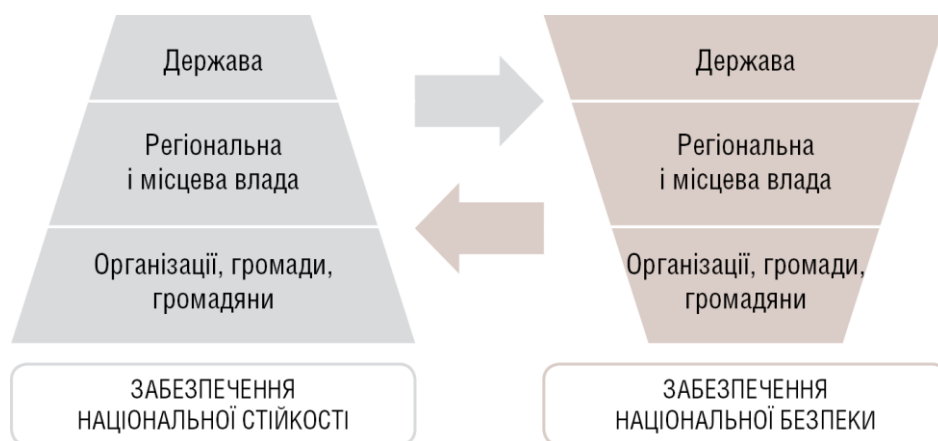 Держава
Регіональна
і місцева влада
Організації, громади,
громадяни
ЗАБЕЗПЕЧЕННЯ
НАЦІОНАЛЬНОЇ СТІЙКОСТІ
Держава
Регіональна
і місцева влада
Організації, громади,
громадяни
ЗАБЕЗПЕЧЕННЯ
НАЦІОНАЛЬНОЇ БЕЗПЕКИ